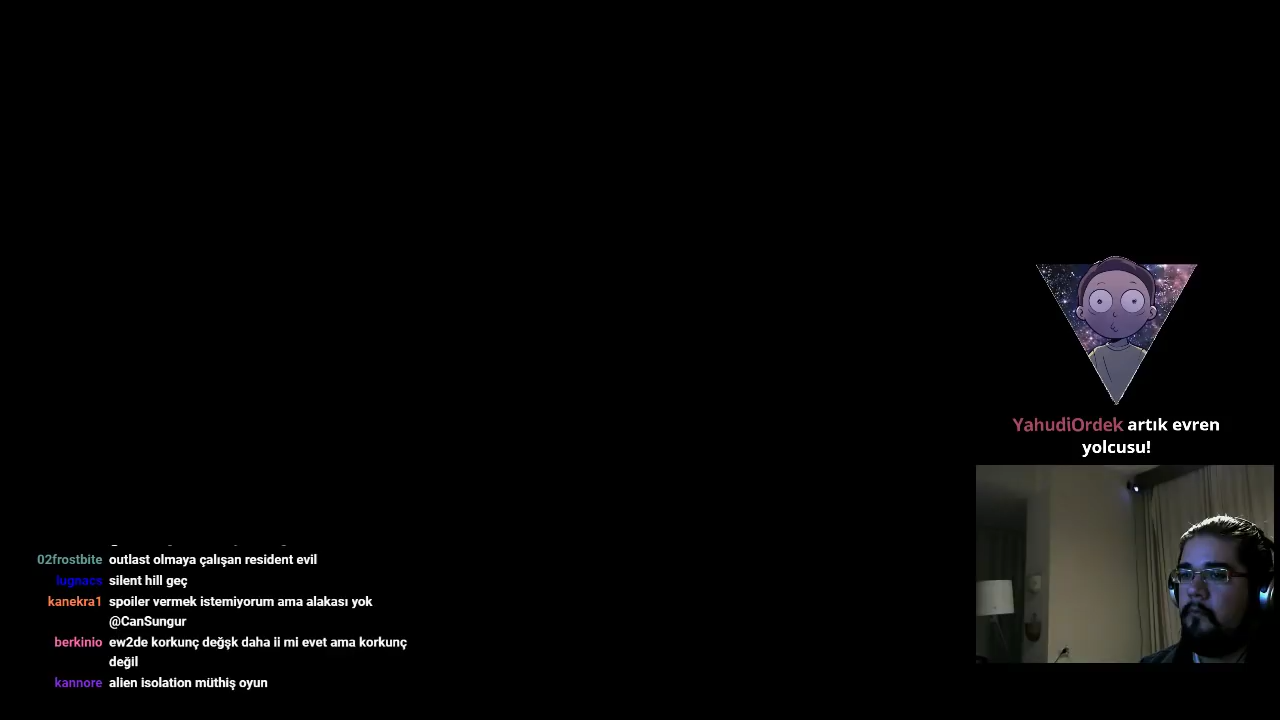 02frostbite outlast olmaya çalışan resident evil
lugnacs silent hill geç
kanekra1 spoiler vermek istemiyorum ama alakası yok
@CanSungur
berkinio ew2de korkunç değşk daha ii mi evet ama korkunç
değil
kannore alien isolation müthiş oyun
YahudiOrdek artık evren
yolcusu!